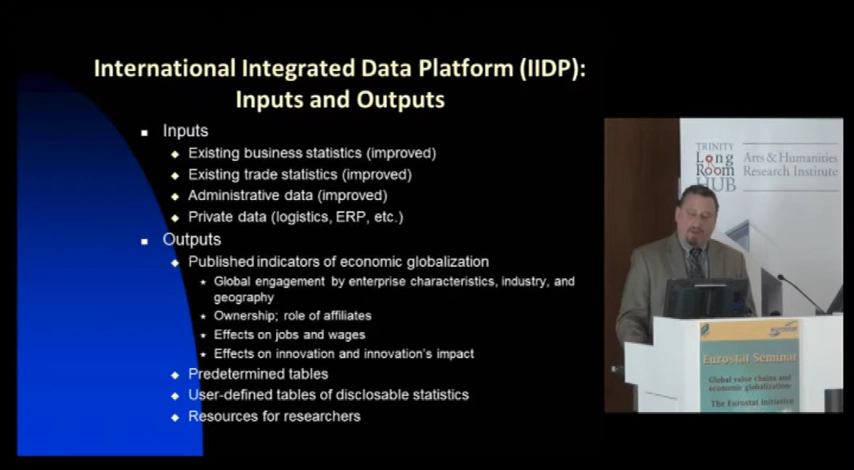 International Integrated Data Platform (IIDP):
Inputs and Outputs
Inputs
Existing business statistics (improved)
Existing trade statistics (improved)
Administrative data (improved)
Private data (logistics, ERP, etc.)
Outputs
Published indicators of economic globalization
Global engagement by enterprise characteristics, industry, and
geography
Ownership; role of affiliates
Effects on jobs and wages
Effects on innovation and innovation's impact
Predetermined tables
User-defined tables of disclosable statistics
Resources for researchers
TRINITY
Long
Room
HUB
Arts & Humanities
Research Institute
eurostat
Eurostat Seminar
Global value chains and
economic globalization
The Eurostat initiative